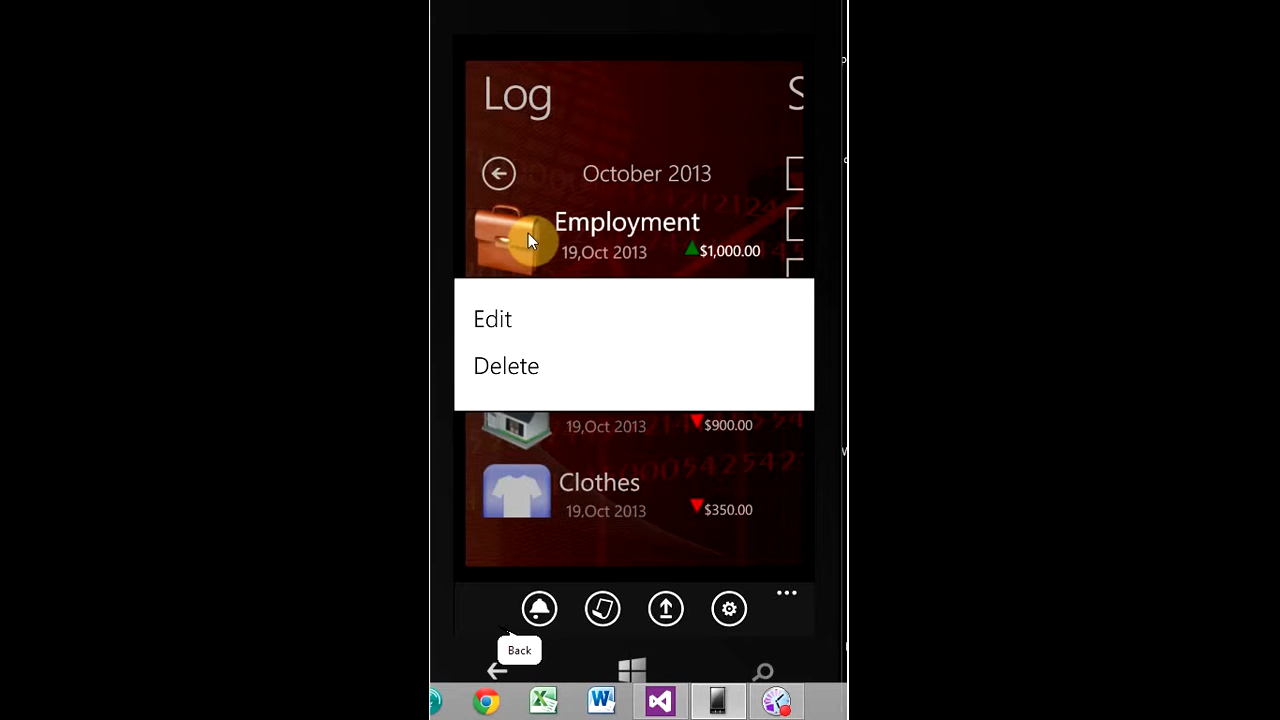 Log
S
October 2013
Employment
19,Oct 2013
$1,000.00
Edit
Delete
19,Oct 2013
$900.00
Clothes
19,Oct 2013
$350.00
Back